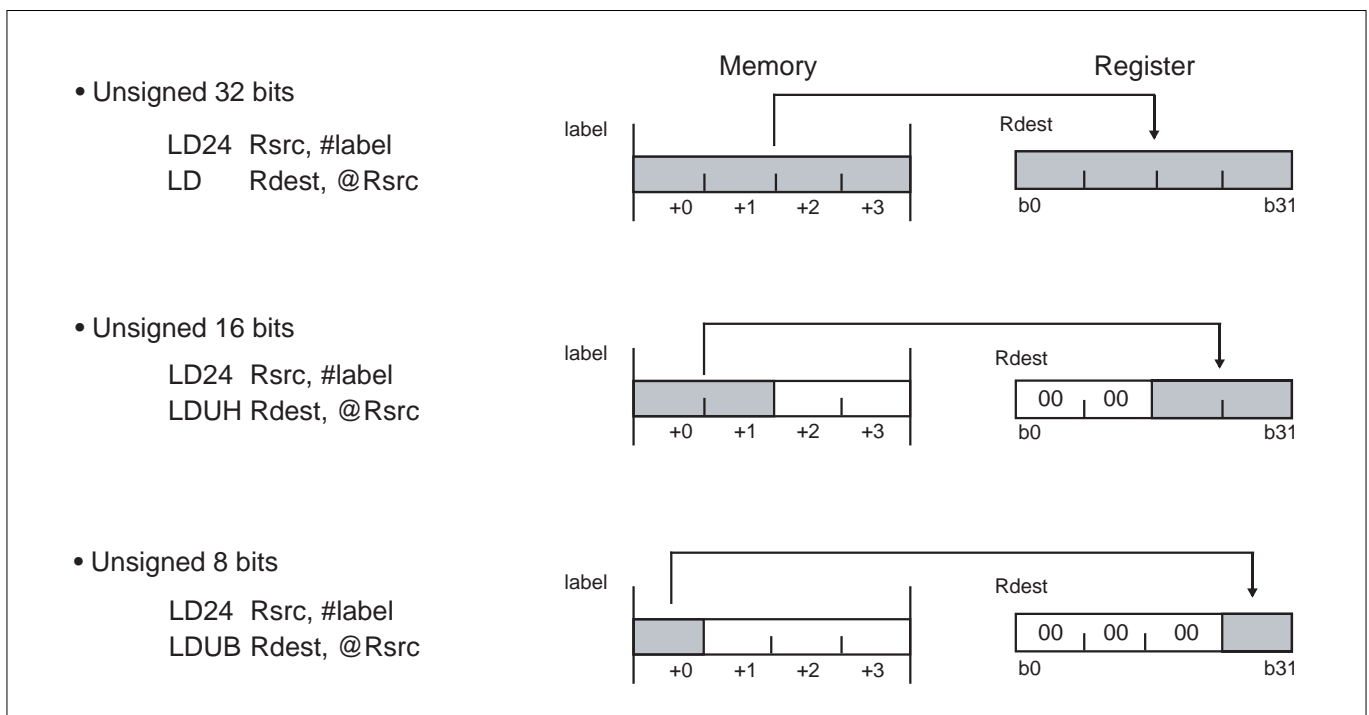 Memory Register
• Unsigned 32 bits
LD24 Rsrc, #label
LD Rdest, @Rsrc
label
+0 +1 +2 +3
Rdest
b0 b31
• Unsigned 16 bits
LD24 Rsrc, #label
LDUH Rdest, @Rsrc
label
+0 +1 +2 +3
Rdest
00 00
b0 b31
• Unsigned 8 bits
LD24 Rsrc, #label
LDUB Rdest, @Rsrc
label
+0 +1 +2 +3
Rdest
00 00 00
b0 b31